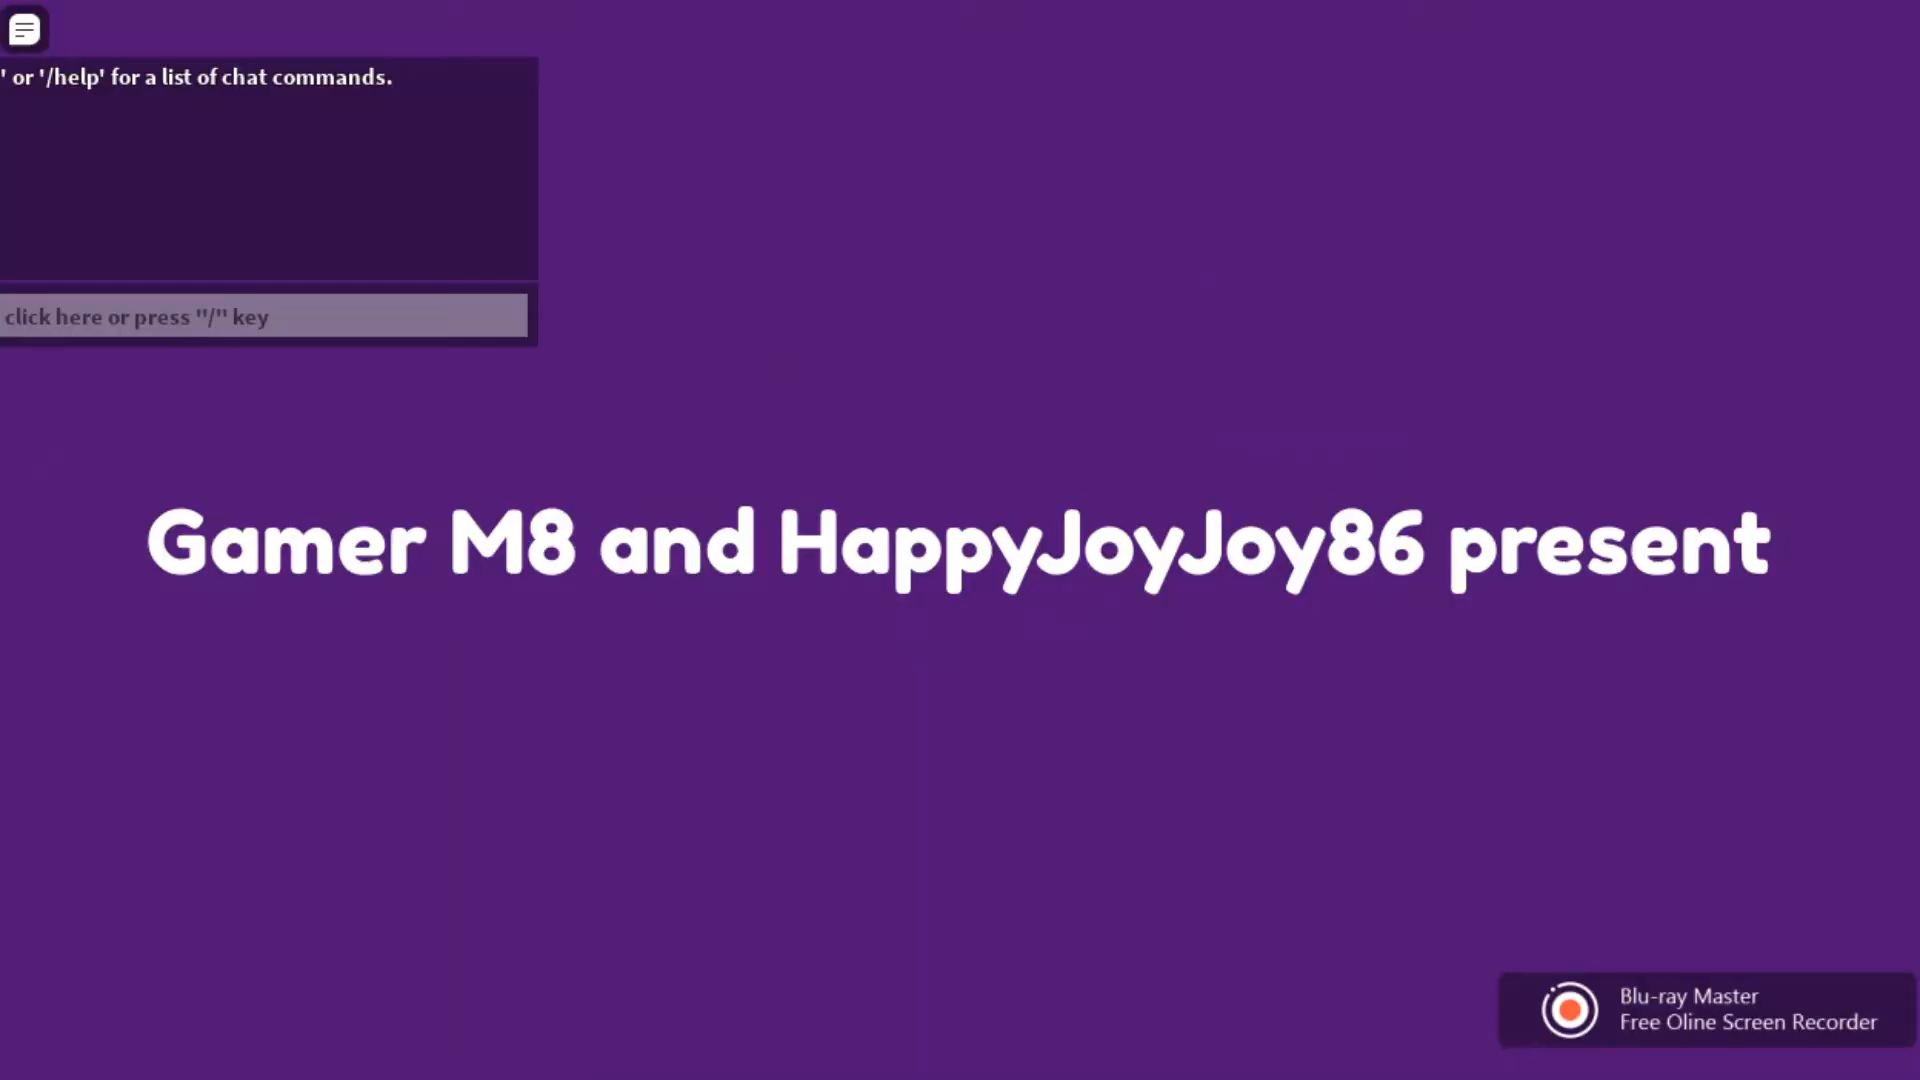 ' or '/help' for a list of chat commands.
click here or press "/" key
Gamer M8 and HappyJoyJoy86 present
Blu-ray Master
Free Oline Screen Recorder